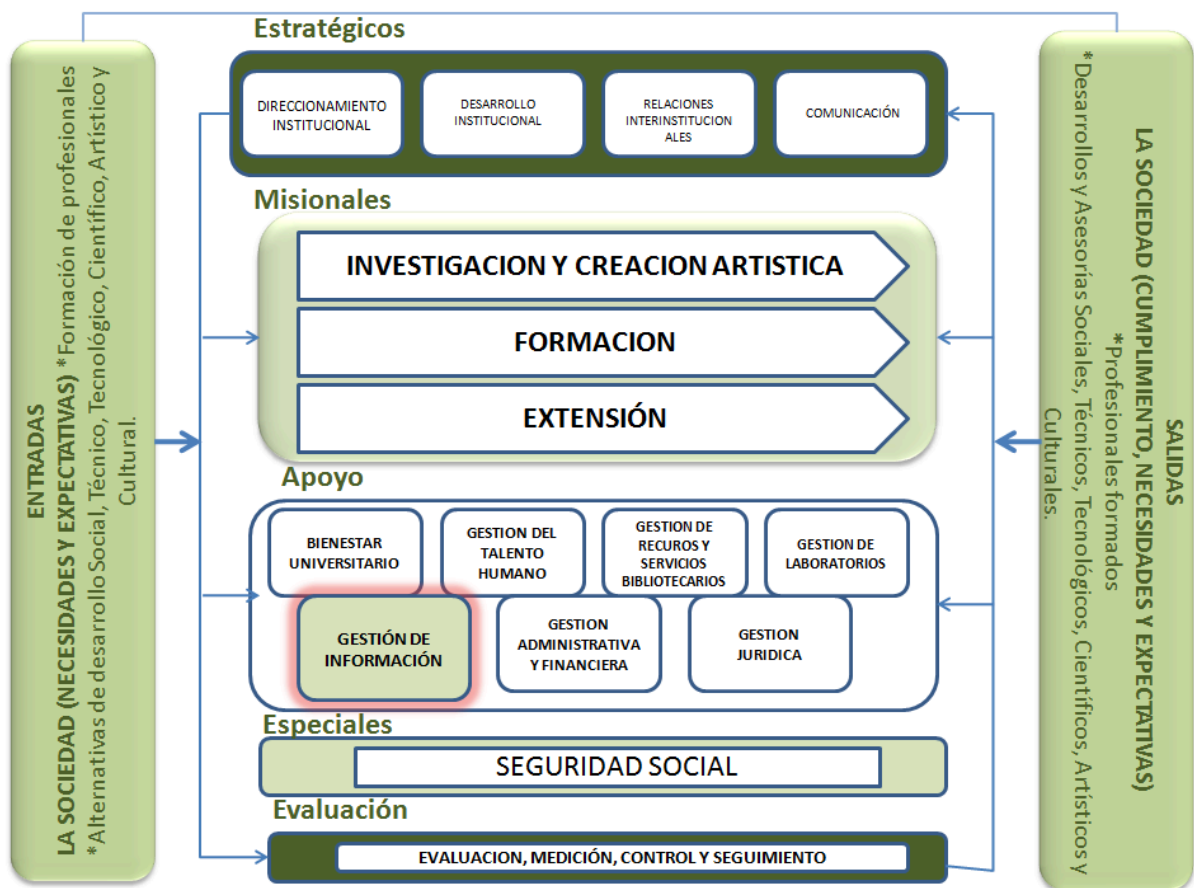 Estratégicos
DIRECCIONAMIENTO
INSTITUCIONAL
DESARROLLO
INSTITUCIONAL
RELACIONES
INTERINSTITUCION
ALES
COMUNICACIÓN
Misionales
INVESTIGACION Y CREACION ARTISTICA
FORMACION
EXTENSIÓN
Apoyo
BIENESTAR
UNIVERSITARIO
GESTION DEL
TALENTO
HUMANO
GESTION DE
RECUROS Y
SERVICIOS
BIBLIOTECARIOS
GESTION DE
LABORATORIOS
GESTIÓN DE
INFORMACIÓN
GESTION
ADMINISTRATIVA
Y FINANCIERA
GESTION
JURIDICA
Especiales
SEGURIDAD SOCIAL
Evaluación
EVALUACION, MEDICIÓN, CONTROL Y SEGUIMIENTO
ENTRADAS
LA SOCIEDAD (NECESIDADES Y EXPECTATIVAS) *Formación de profesionales
*Alternativas de desarrollo Social, Técnico, Tecnológico, Científico, Artístico y
Cultural.
SALIDAS
LA SOCIEDAD (CUMPLIMIENTO, NECESIDADES Y EXPECTATIVAS)
*Profesionales formados
*Desarrollos y Asesorías Sociales, Técnicos, Tecnológicos, Científicos, Artísticos y
Culturales.